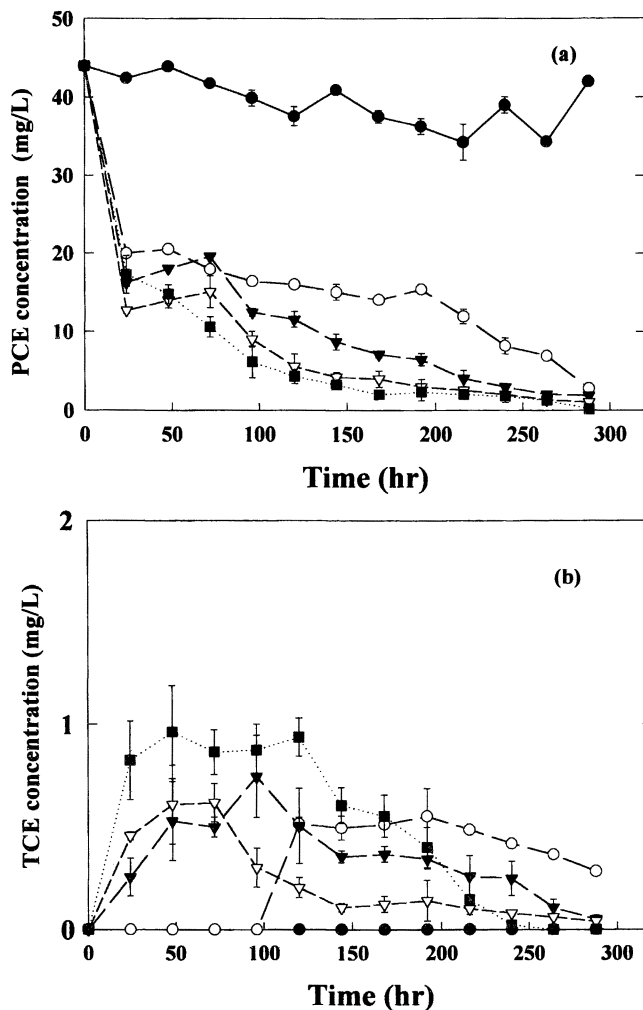 50
(a)
40
PCE concentration (mg/L)
30
20
10
0
0 50 100 150 200 250 300
Time (hr)
2
(b)
TCE concentration (mg/L)
1
0
0 50 100 150 200 250 300
Time (hr)